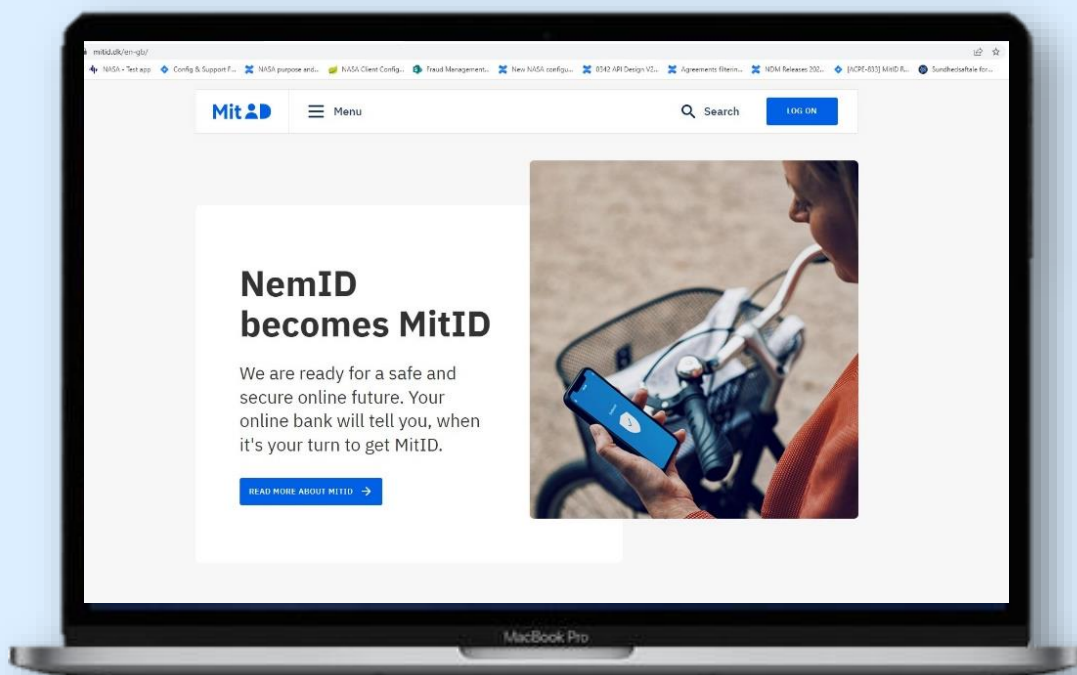 mitid.dk/en-gb/
NASA - Test app Config & Support F... NASA purpose and... NASA Client Config... Fraud Management... New NASA configu... 0342 API Design V2... Agreements filterin... NDM Releases 202... [ACPE-833] MitID R... Sundhedsaftale for...
MitID Menu Search LOG ON
NemID
becomes MitID
We are ready for a safe and
secure online future. Your
online bank will tell you, when
it's your turn to get MitID.
READ MORE ABOUT MITID
MacBook Pro